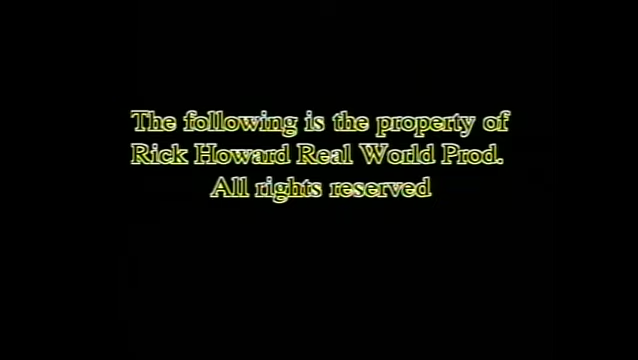 The following is the property of
Rick Howard Real World Prod.
All rights reserved